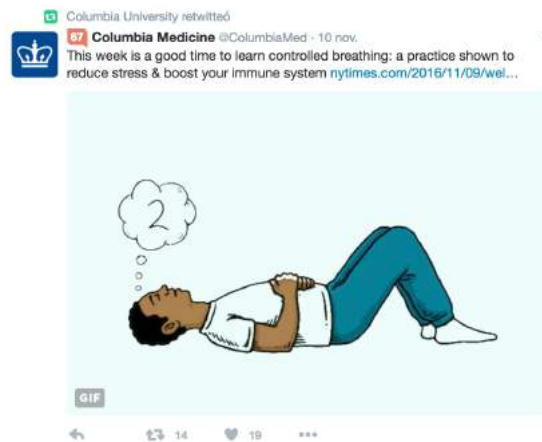 Columbia University retwitteó
67 Columbia Medicine @ColumbiaMed · 10 nov.
This week is a good time to learn controlled breathing: a practice shown to
reduce stress & boost your immune system nytimes.com/2016/11/09/wel...
2
GIF
14 19